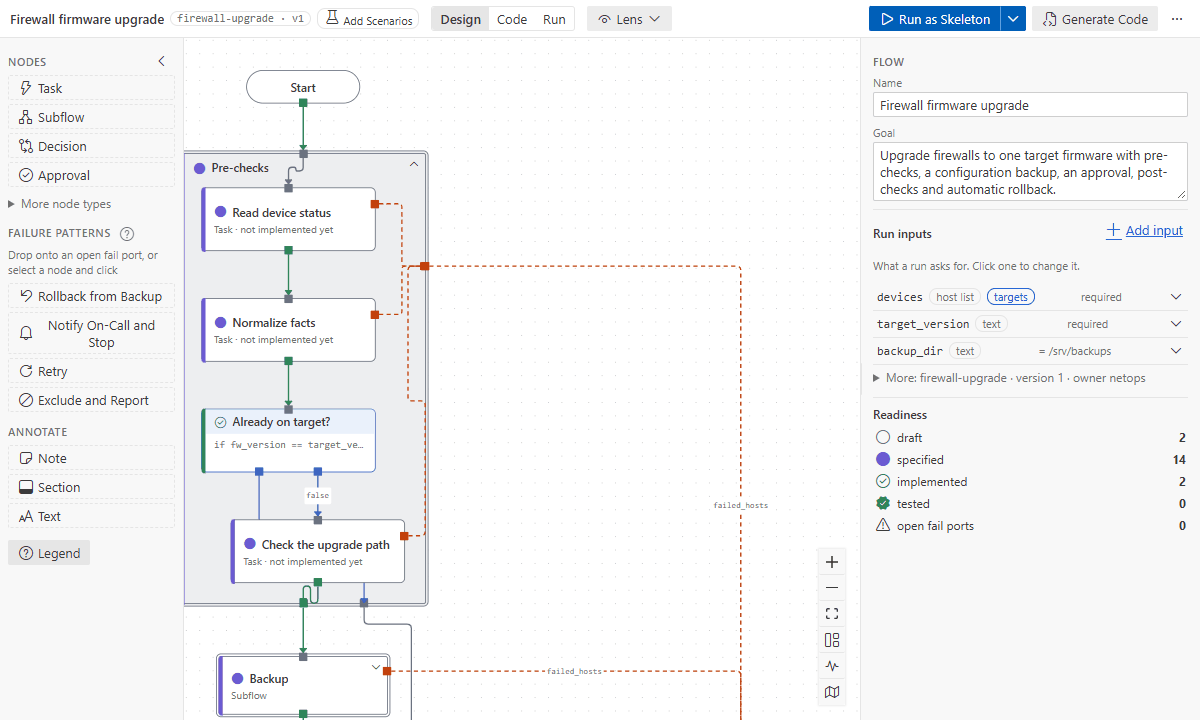 Firewall firmware upgrade
firewall-upgrade · v1
Add Scenarios
Design
Code
Run
Lens
Run as Skeleton
Generate Code
NODES
Task
Subflow
Decision
Approval
More node types
FAILURE PATTERNS
Drop onto an open fail port, or
select a node and click
Rollback from Backup
Notify On-Call and
Stop
Retry
Exclude and Report
ANNOTATE
Note
Section
Text
Legend
Start
Pre-checks
Read device status
Task · not implemented yet
Normalize facts
Task · not implemented yet
Already on target?
if fw_version == target_ve…
false
Check the upgrade path
Task · not implemented yet
Backup
Subflow
failed_hosts
failed_hosts
FLOW
Name
Firewall firmware upgrade
Goal
Upgrade firewalls to one target firmware with pre-
checks, a configuration backup, an approval, post-
checks and automatic rollback.
Run inputs
Add input
What a run asks for. Click one to change it.
devices host list targets required
target_version text required
backup_dir text = /srv/backups
More: firewall-upgrade · version 1 · owner netops
Readiness
draft 2
specified 14
implemented 2
tested 0
open fail ports 0